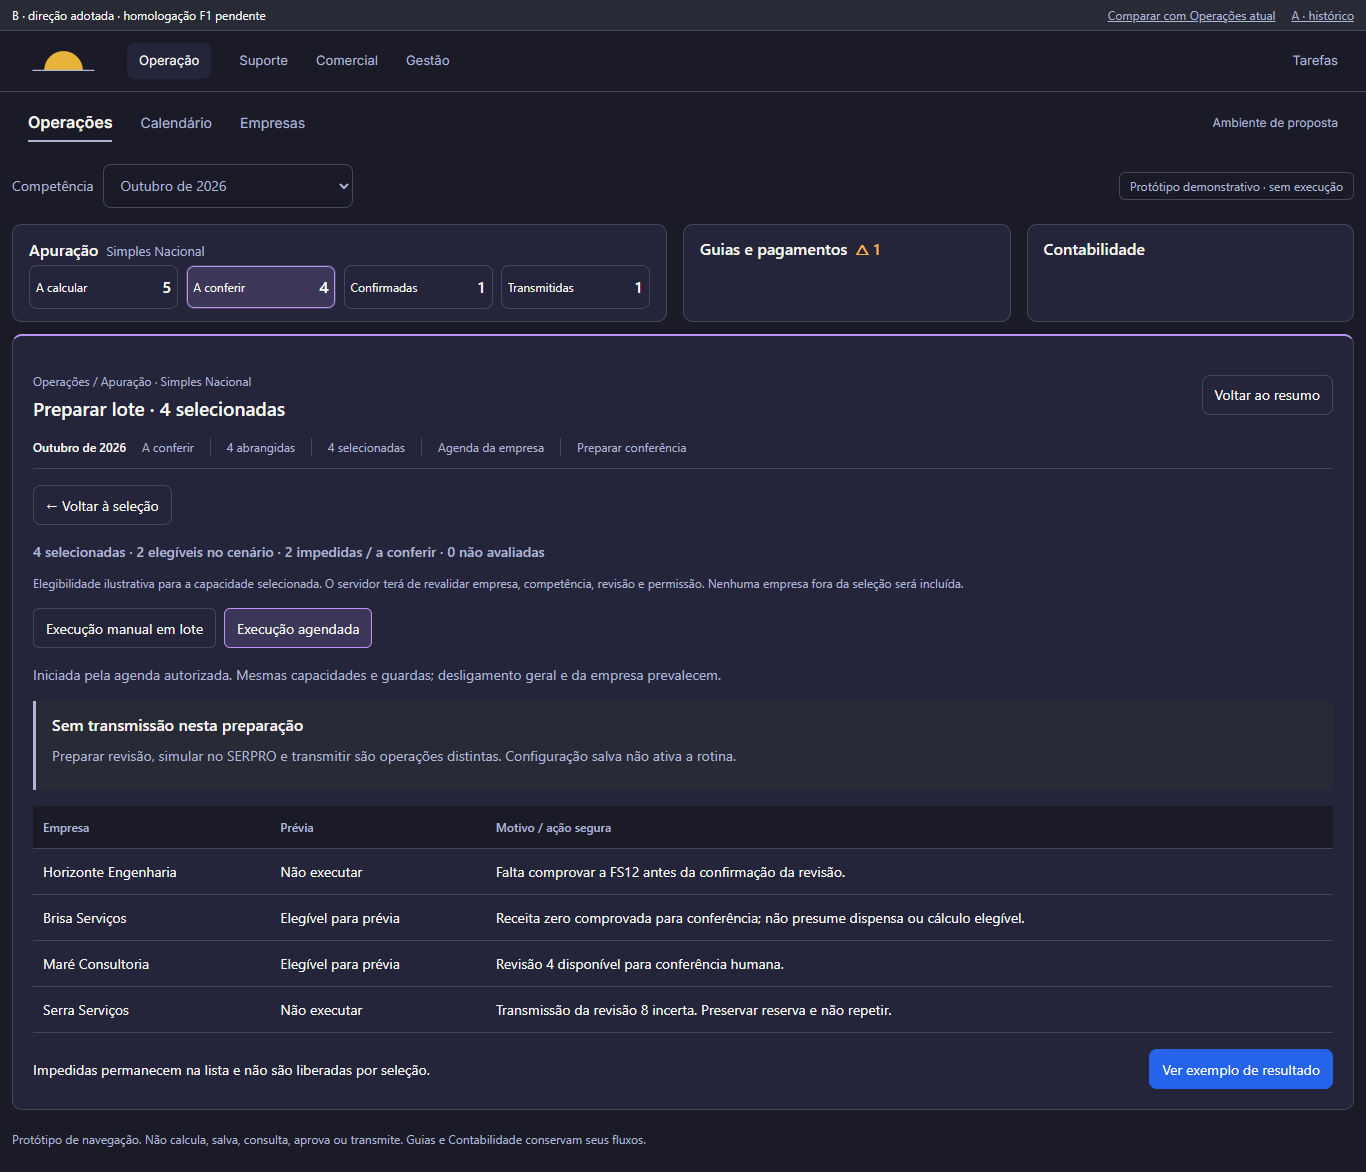 B · direção adotada · homologação F1 pendente
Comparar com Operações atual
A · histórico
Operação
Suporte
Comercial
Gestão
Tarefas
Operações
Calendário
Empresas
Ambiente de proposta
Competência
Outubro de 2026
Protótipo demonstrativo · sem execução
Apuração Simples Nacional
A calcular 5
A conferir 4
Confirmadas 1
Transmitidas 1
Guias e pagamentos △ 1
Contabilidade
Operações / Apuração · Simples Nacional
Preparar lote · 4 selecionadas
Voltar ao resumo
Outubro de 2026
A conferir
4 abrangidas
4 selecionadas
Agenda da empresa
Preparar conferência
← Voltar à seleção
4 selecionadas · 2 elegíveis no cenário · 2 impedidas / a conferir · 0 não avaliadas
Elegibilidade ilustrativa para a capacidade selecionada. O servidor terá de revalidar empresa, competência, revisão e permissão. Nenhuma empresa fora da seleção será incluída.
Execução manual em lote
Execução agendada
Iniciada pela agenda autorizada. Mesmas capacidades e guardas; desligamento geral e da empresa prevalecem.
Sem transmissão nesta preparação
Preparar revisão, simular no SERPRO e transmitir são operações distintas. Configuração salva não ativa a rotina.
Empresa Prévia Motivo / ação segura
Horizonte Engenharia Não executar Falta comprovar a FS12 antes da confirmação da revisão.
Brisa Serviços Elegível para prévia Receita zero comprovada para conferência; não presume dispensa ou cálculo elegível.
Maré Consultoria Elegível para prévia Revisão 4 disponível para conferência humana.
Serra Serviços Não executar Transmissão da revisão 8 incerta. Preservar reserva e não repetir.
Impedidas permanecem na lista e não são liberadas por seleção.
Ver exemplo de resultado
Protótipo de navegação. Não calcula, salva, consulta, aprova ou transmite. Guias e Contabilidade conservam seus fluxos.